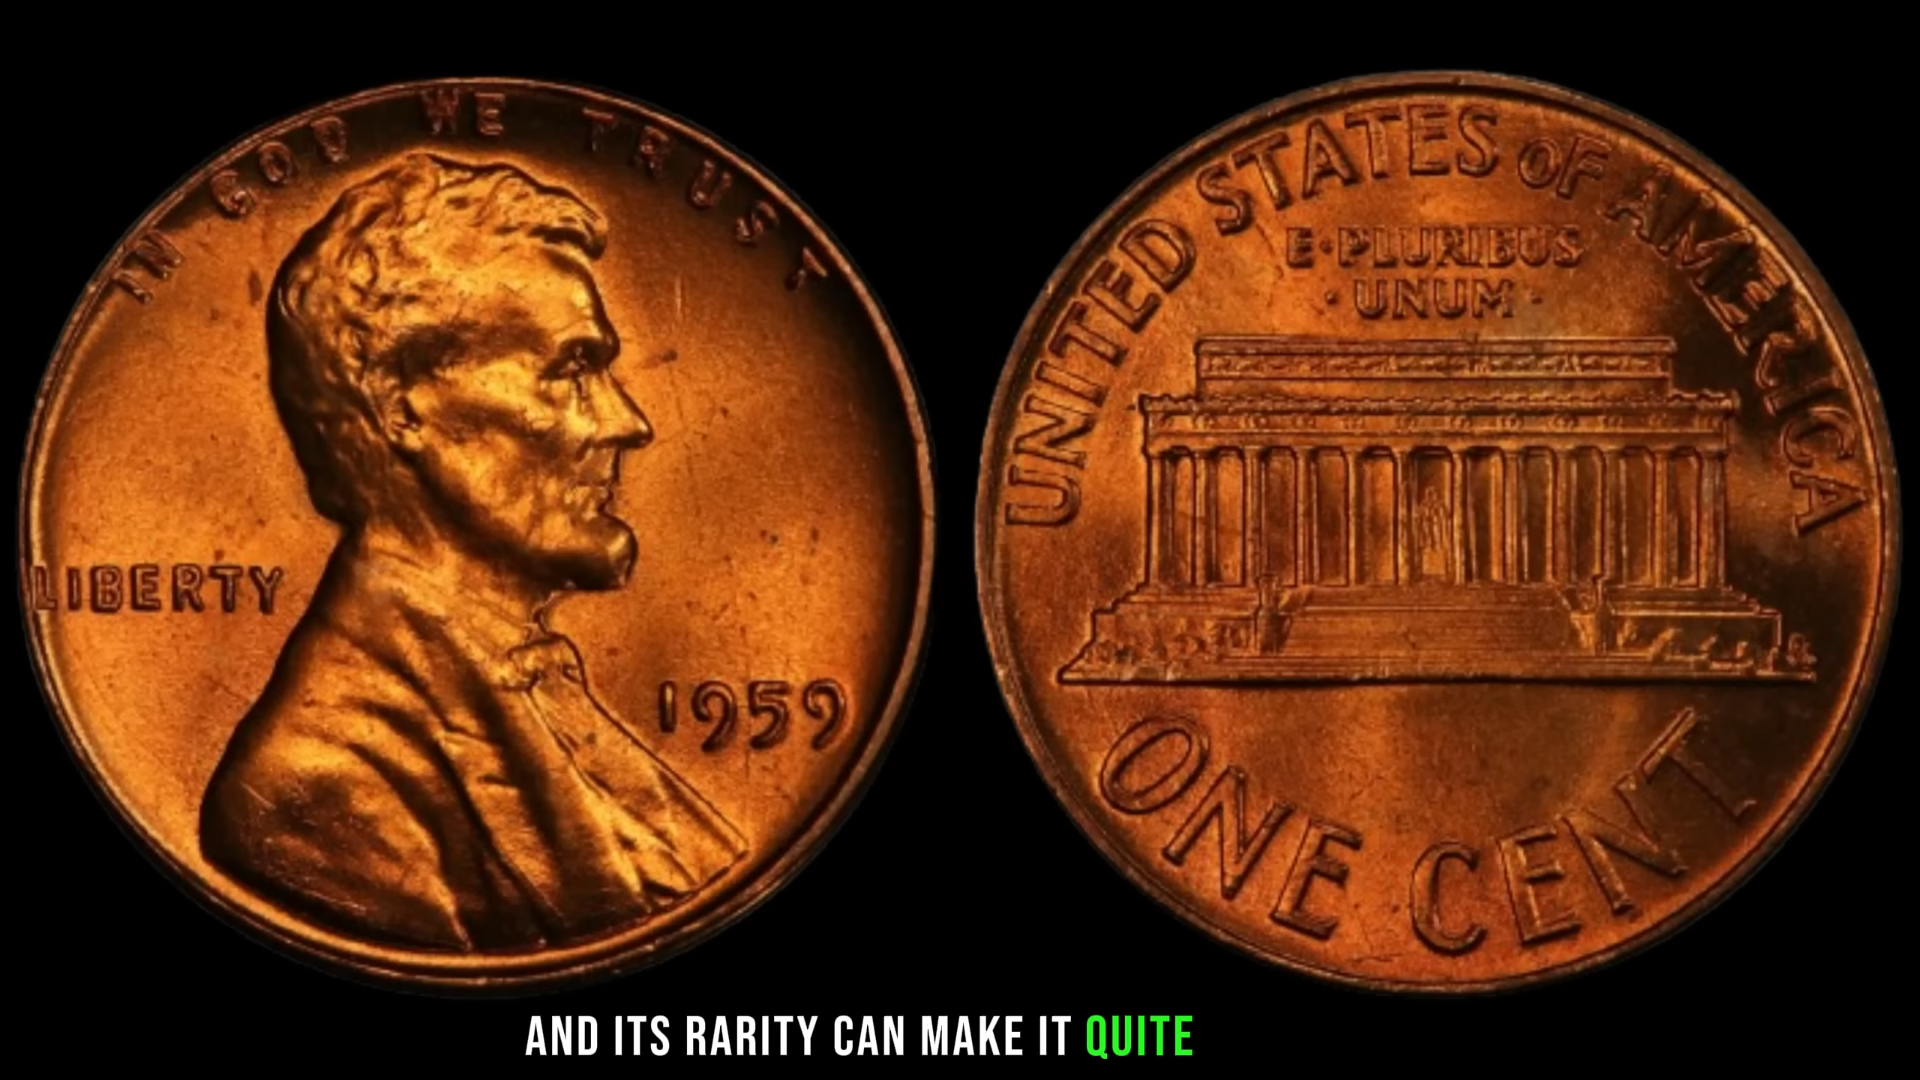 IN GOD WE TRUST
LIBERTY
1959
UNITED STATES OF AMERICA
E·PLURIBUS
·UNUM·
ONE CENT
AND ITS RARITY CAN MAKE IT QUITE